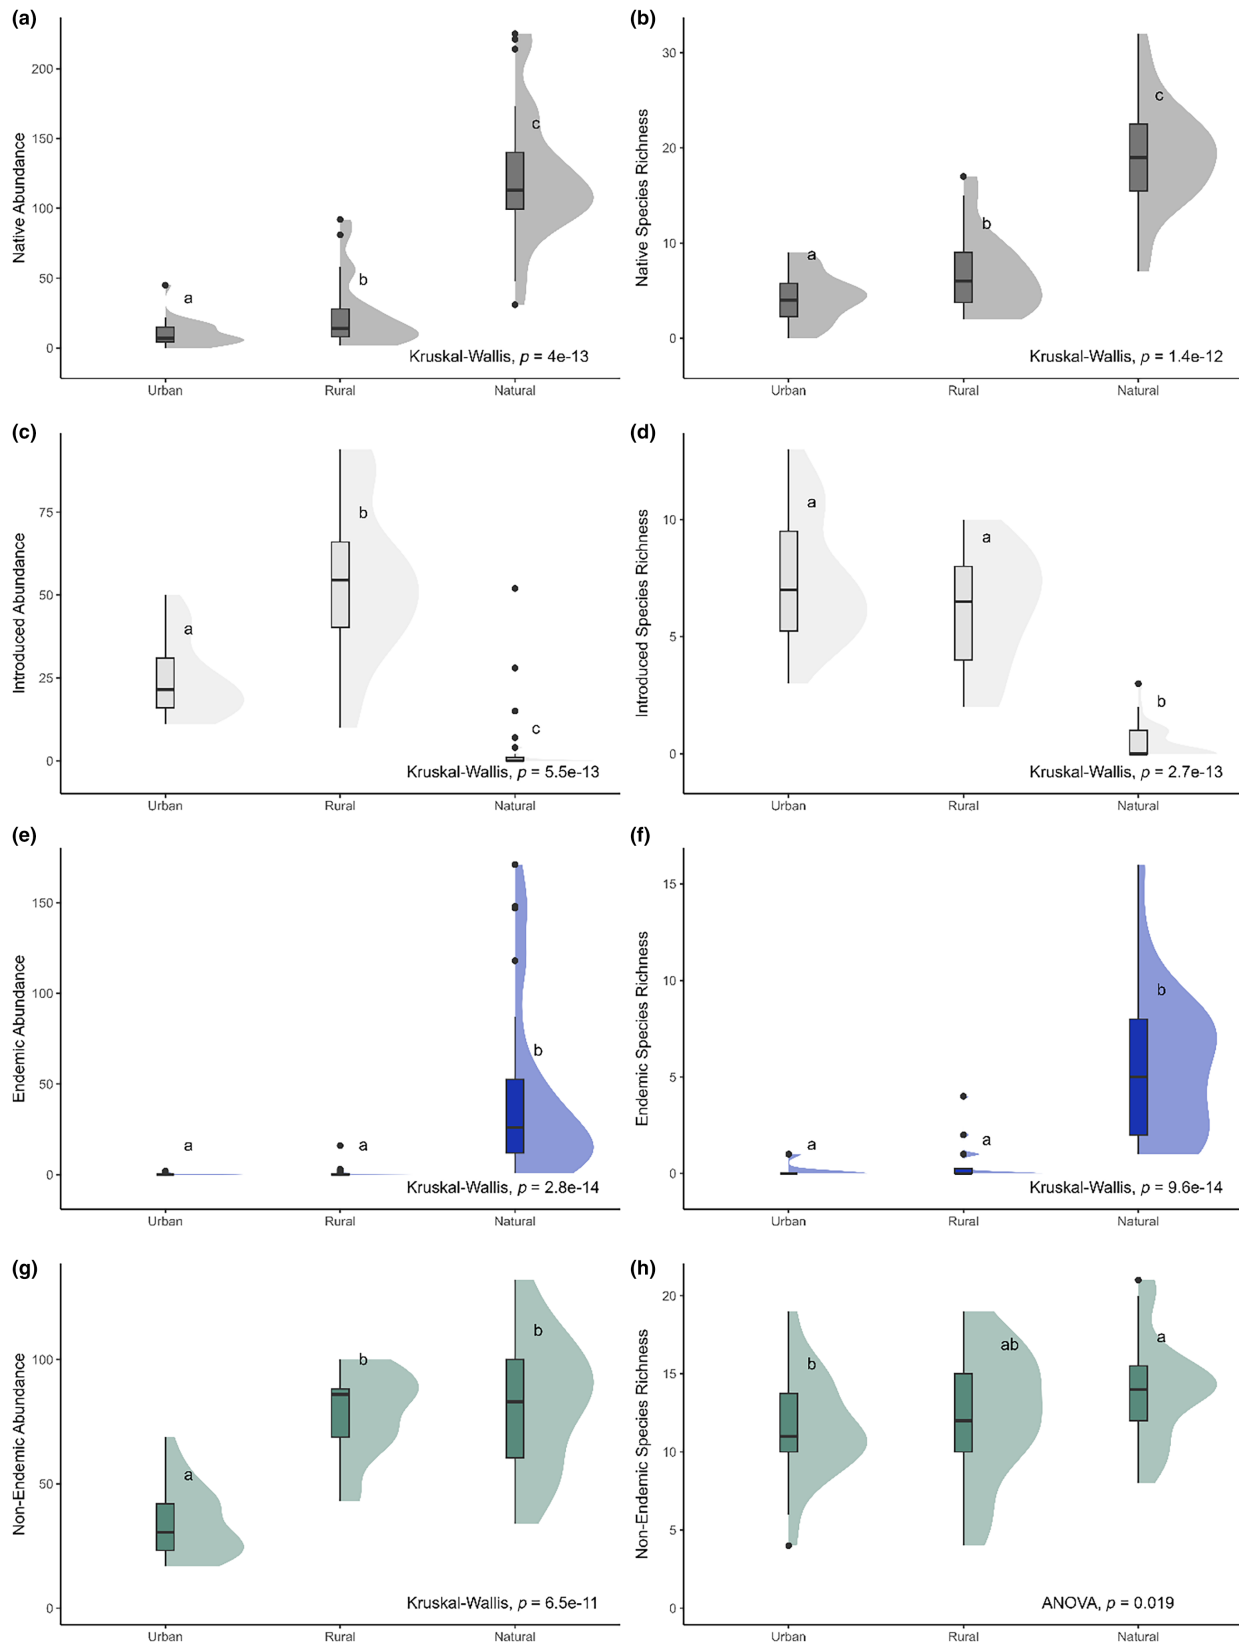 (a)
Native Abundance
200
150
100
50
0
a
b
c
Kruskal-Wallis, p = 4e-13
Urban Rural Natural
(b)
Native Species Richness
30
20
10
0
a
b
c
Kruskal-Wallis, p = 1.4e-12
Urban Rural Natural
(c)
Introduced Abundance
75
50
25
0
a
b
c
Kruskal-Wallis, p = 5.5e-13
Urban Rural Natural
(d)
Introduced Species Richness
10
5
0
a
a
b
Kruskal-Wallis, p = 2.7e-13
Urban Rural Natural
(e)
Endemic Abundance
150
100
50
0
a
a
b
Kruskal-Wallis, p = 2.8e-14
Urban Rural Natural
(f)
Endemic Species Richness
15
10
5
0
a
a
b
Kruskal-Wallis, p = 9.6e-14
Urban Rural Natural
(g)
Non-Endemic Abundance
100
50
0
a
b
b
Kruskal-Wallis, p = 6.5e-11
Urban Rural Natural
(h)
Non-Endemic Species Richness
20
15
10
5
0
b
ab
a
ANOVA, p = 0.019
Urban Rural Natural